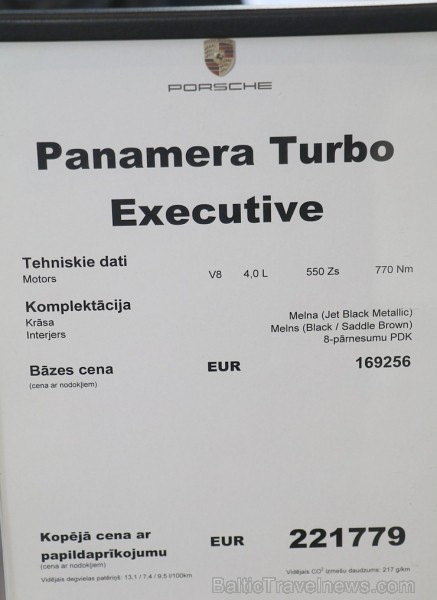 PORSCHE
Panamera Turbo
Executive
Tehniskie dati
Motors V8 4,0 L 550 Zs 770 Nm
Komplektācija
Krāsa Melna (Jet Black Metallic)
Interjers Melns (Black / Saddle Brown)
8-pārnesumu PDK
Bāzes cena EUR 169256
(cena ar nodokļiem)
Kopējā cena ar
papildaprīkojumu EUR 221779
(cena ar nodokļiem)
Vidējais degvielas patēriņš: 13,1 / 7.4 / 9,5 l/100km
Vidējais CO² izmešu daudzums. 217 g/km
BalticTravelnews.com